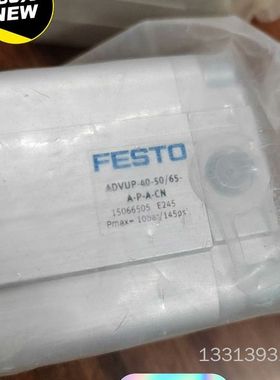 NEW
FESTO
ADVUP-40-50/65-
A-P-A-CN
15066505 E245
Pmax= 10bar/145psi
1331393